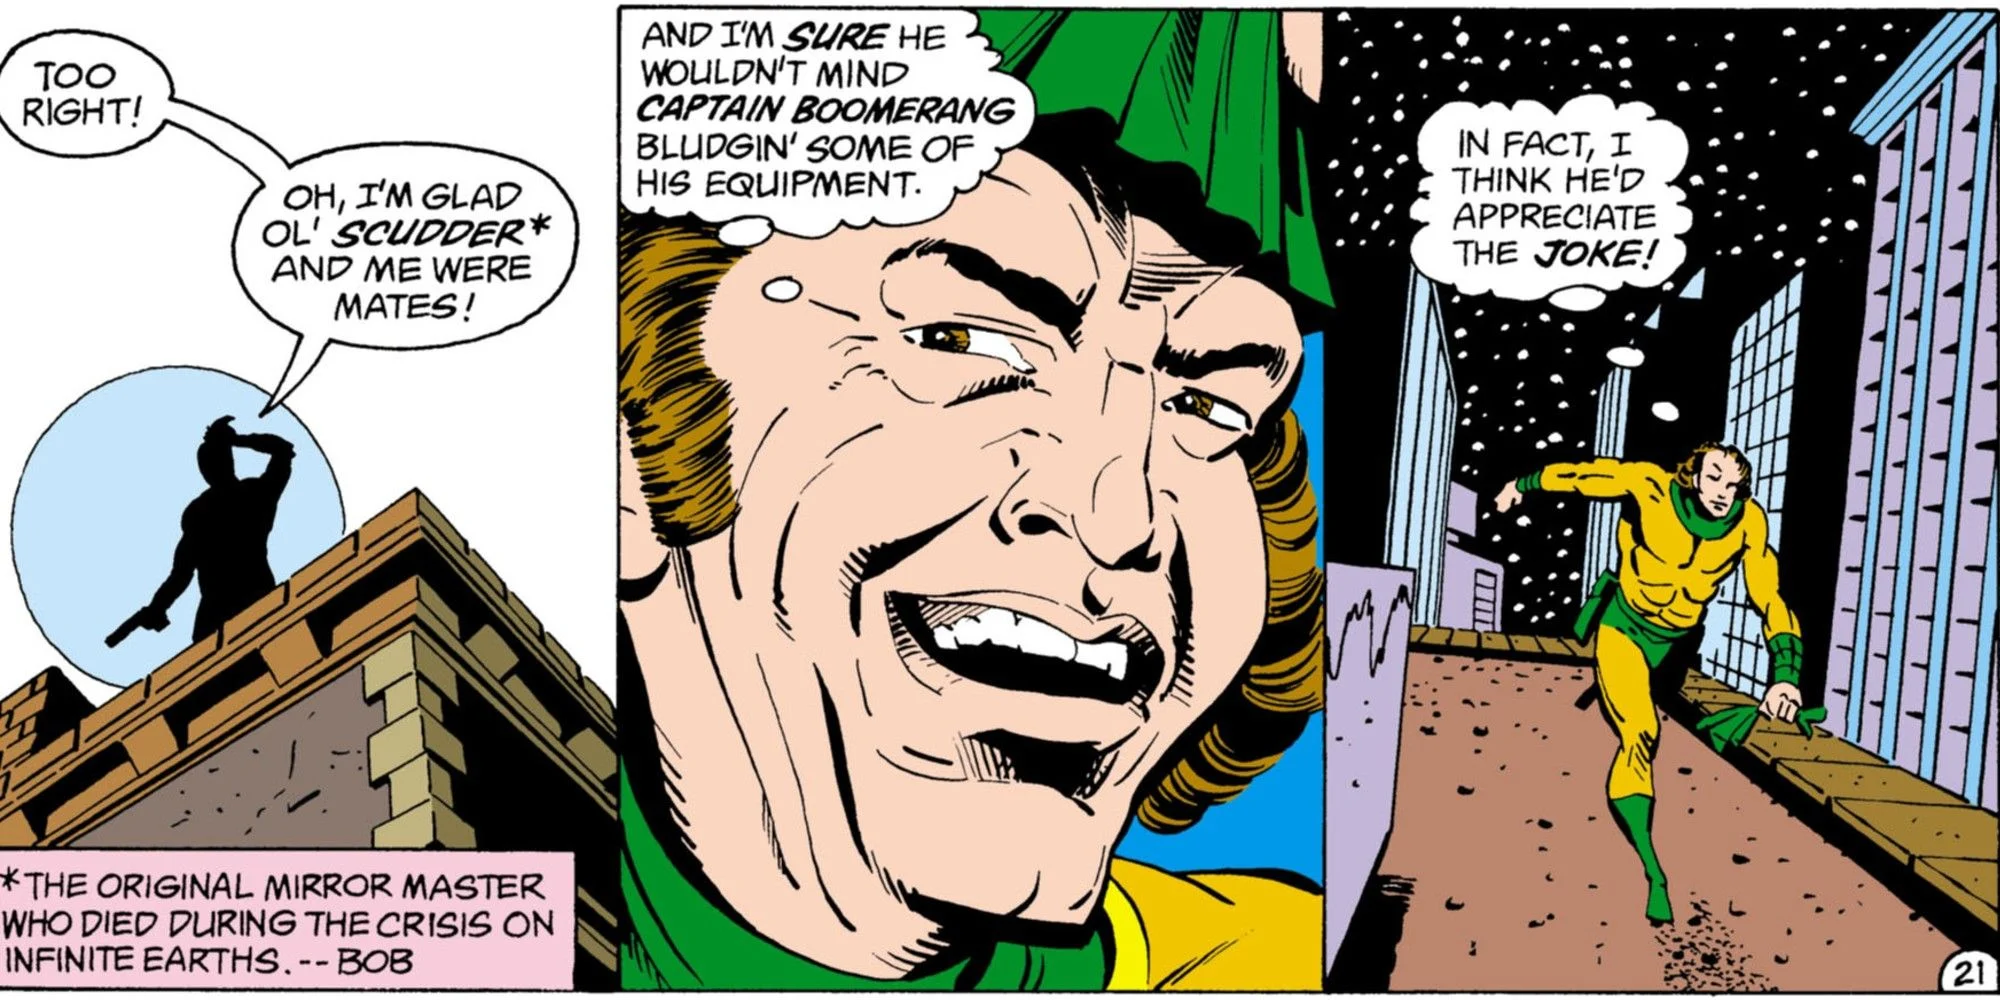 TOO
RIGHT!
OH, I'M GLAD
OL' SCUDDER*
AND ME WERE
MATES!
*THE ORIGINAL MIRROR MASTER
WHO DIED DURING THE CRISIS ON
INFINITE EARTHS. -- BOB
AND I'M SURE HE
WOULDN'T MIND
CAPTAIN BOOMERANG
BLUDGIN' SOME OF
HIS EQUIPMENT.
IN FACT, I
THINK HE'D
APPRECIATE
THE JOKE!
21